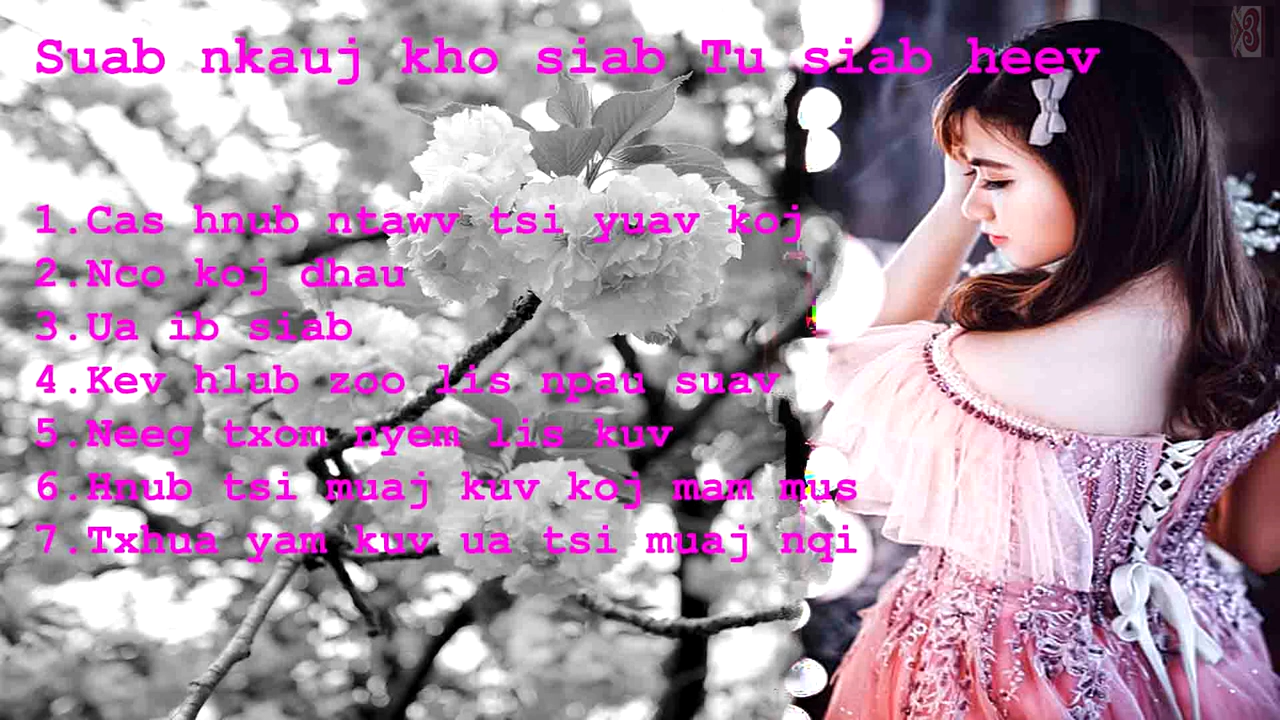 Suab nkauj kho siab Tu siab heev
1.Cas hnub ntawv tsi yuav koj
2.Nco koj dhau
3.Ua ib siab
4.Kev hlub zoo lis npau suav
5.Neeg txom nyem lis kuv
6.Hnub tsi muaj kuv koj mam mus
7.Txhua yam kuv ua tsi muaj nqi